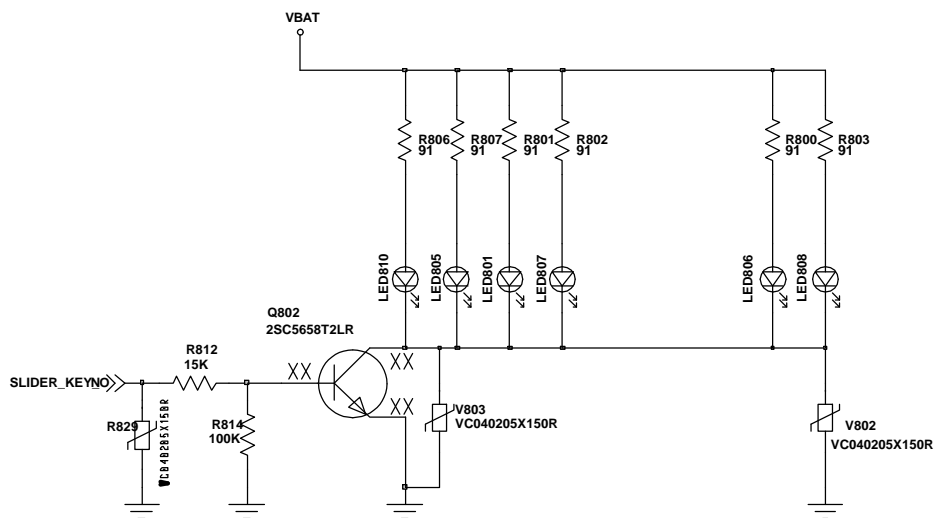 VBAT
R806
91
R807
91
R801
91
R802
91
R800
91
R803
91
LED810
LED805
LED801
LED807
LED806
LED808
Q802
2SC5658T2LR
R812
15K
XX
XX
XX
SLIDER_KEYNO
R829
R814
100K
V803
VC040205X150R
V802
VC040205X150R